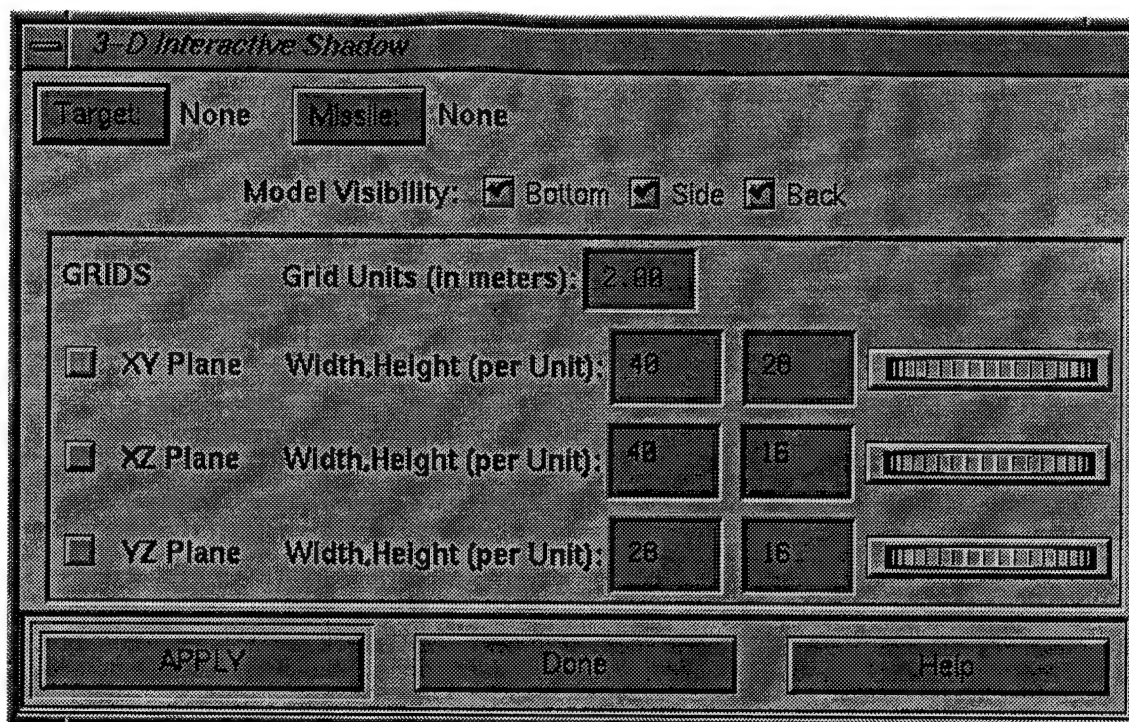 3-D Interactive Shadow
Target: None Missile: None
Model Visibility: Bottom Side Back
GRIDS Grid Units (in meters): 2.00
XY Plane Width,Height (per Unit): 40 20
XZ Plane Width,Height (per Unit): 40 16
YZ Plane Width,Height (per Unit): 20 16
APPLY Done Help